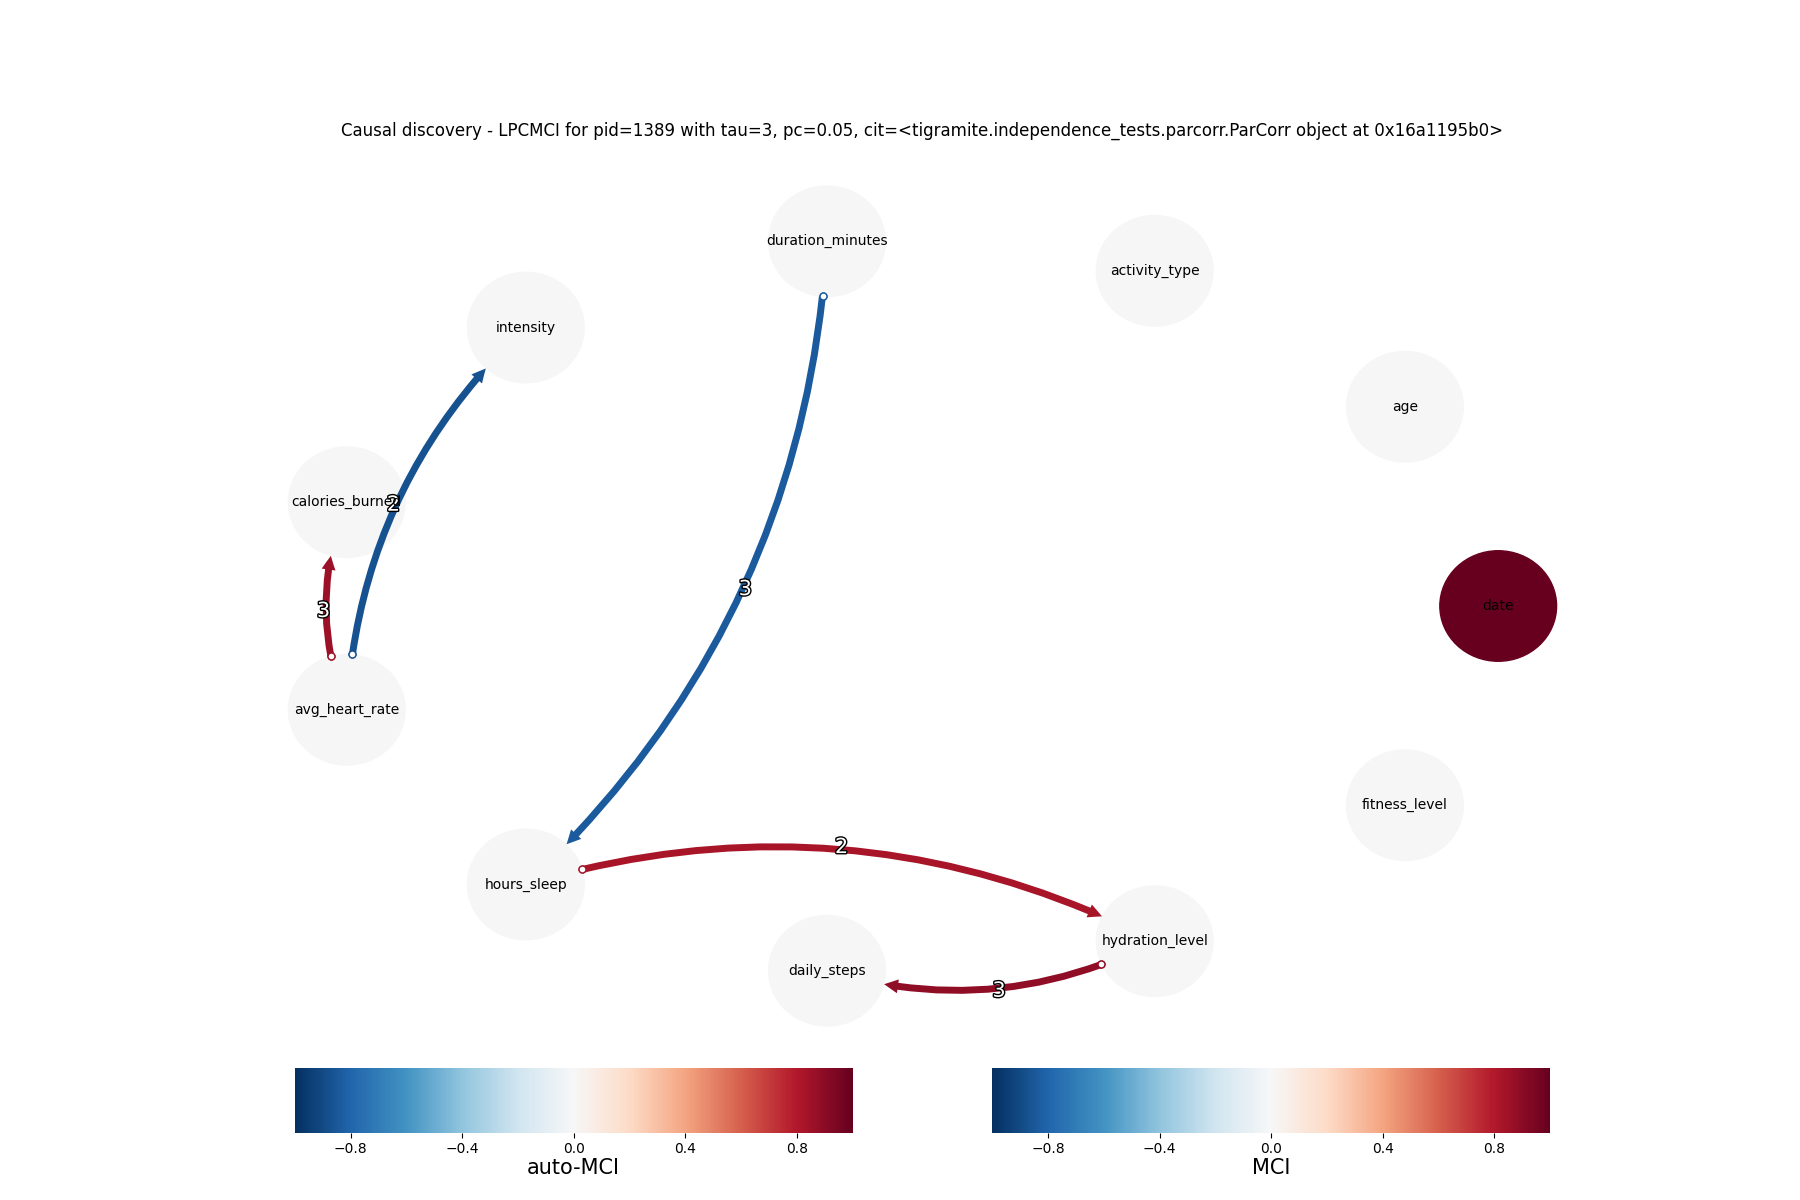 Causal discovery - LPCMCI for pid=1389 with tau=3, pc=0.05, cit=<tigramite.independence_tests.parcorr.ParCorr object at 0x16a1195b0>
duration_minutes
activity_type
intensity
age
calories_burned
2
3
date
3
avg_heart_rate
fitness_level
2
hours_sleep
hydration_level
daily_steps
3
−0.8 −0.4 0.0 0.4 0.8
auto-MCI
−0.8 −0.4 0.0 0.4 0.8
MCI